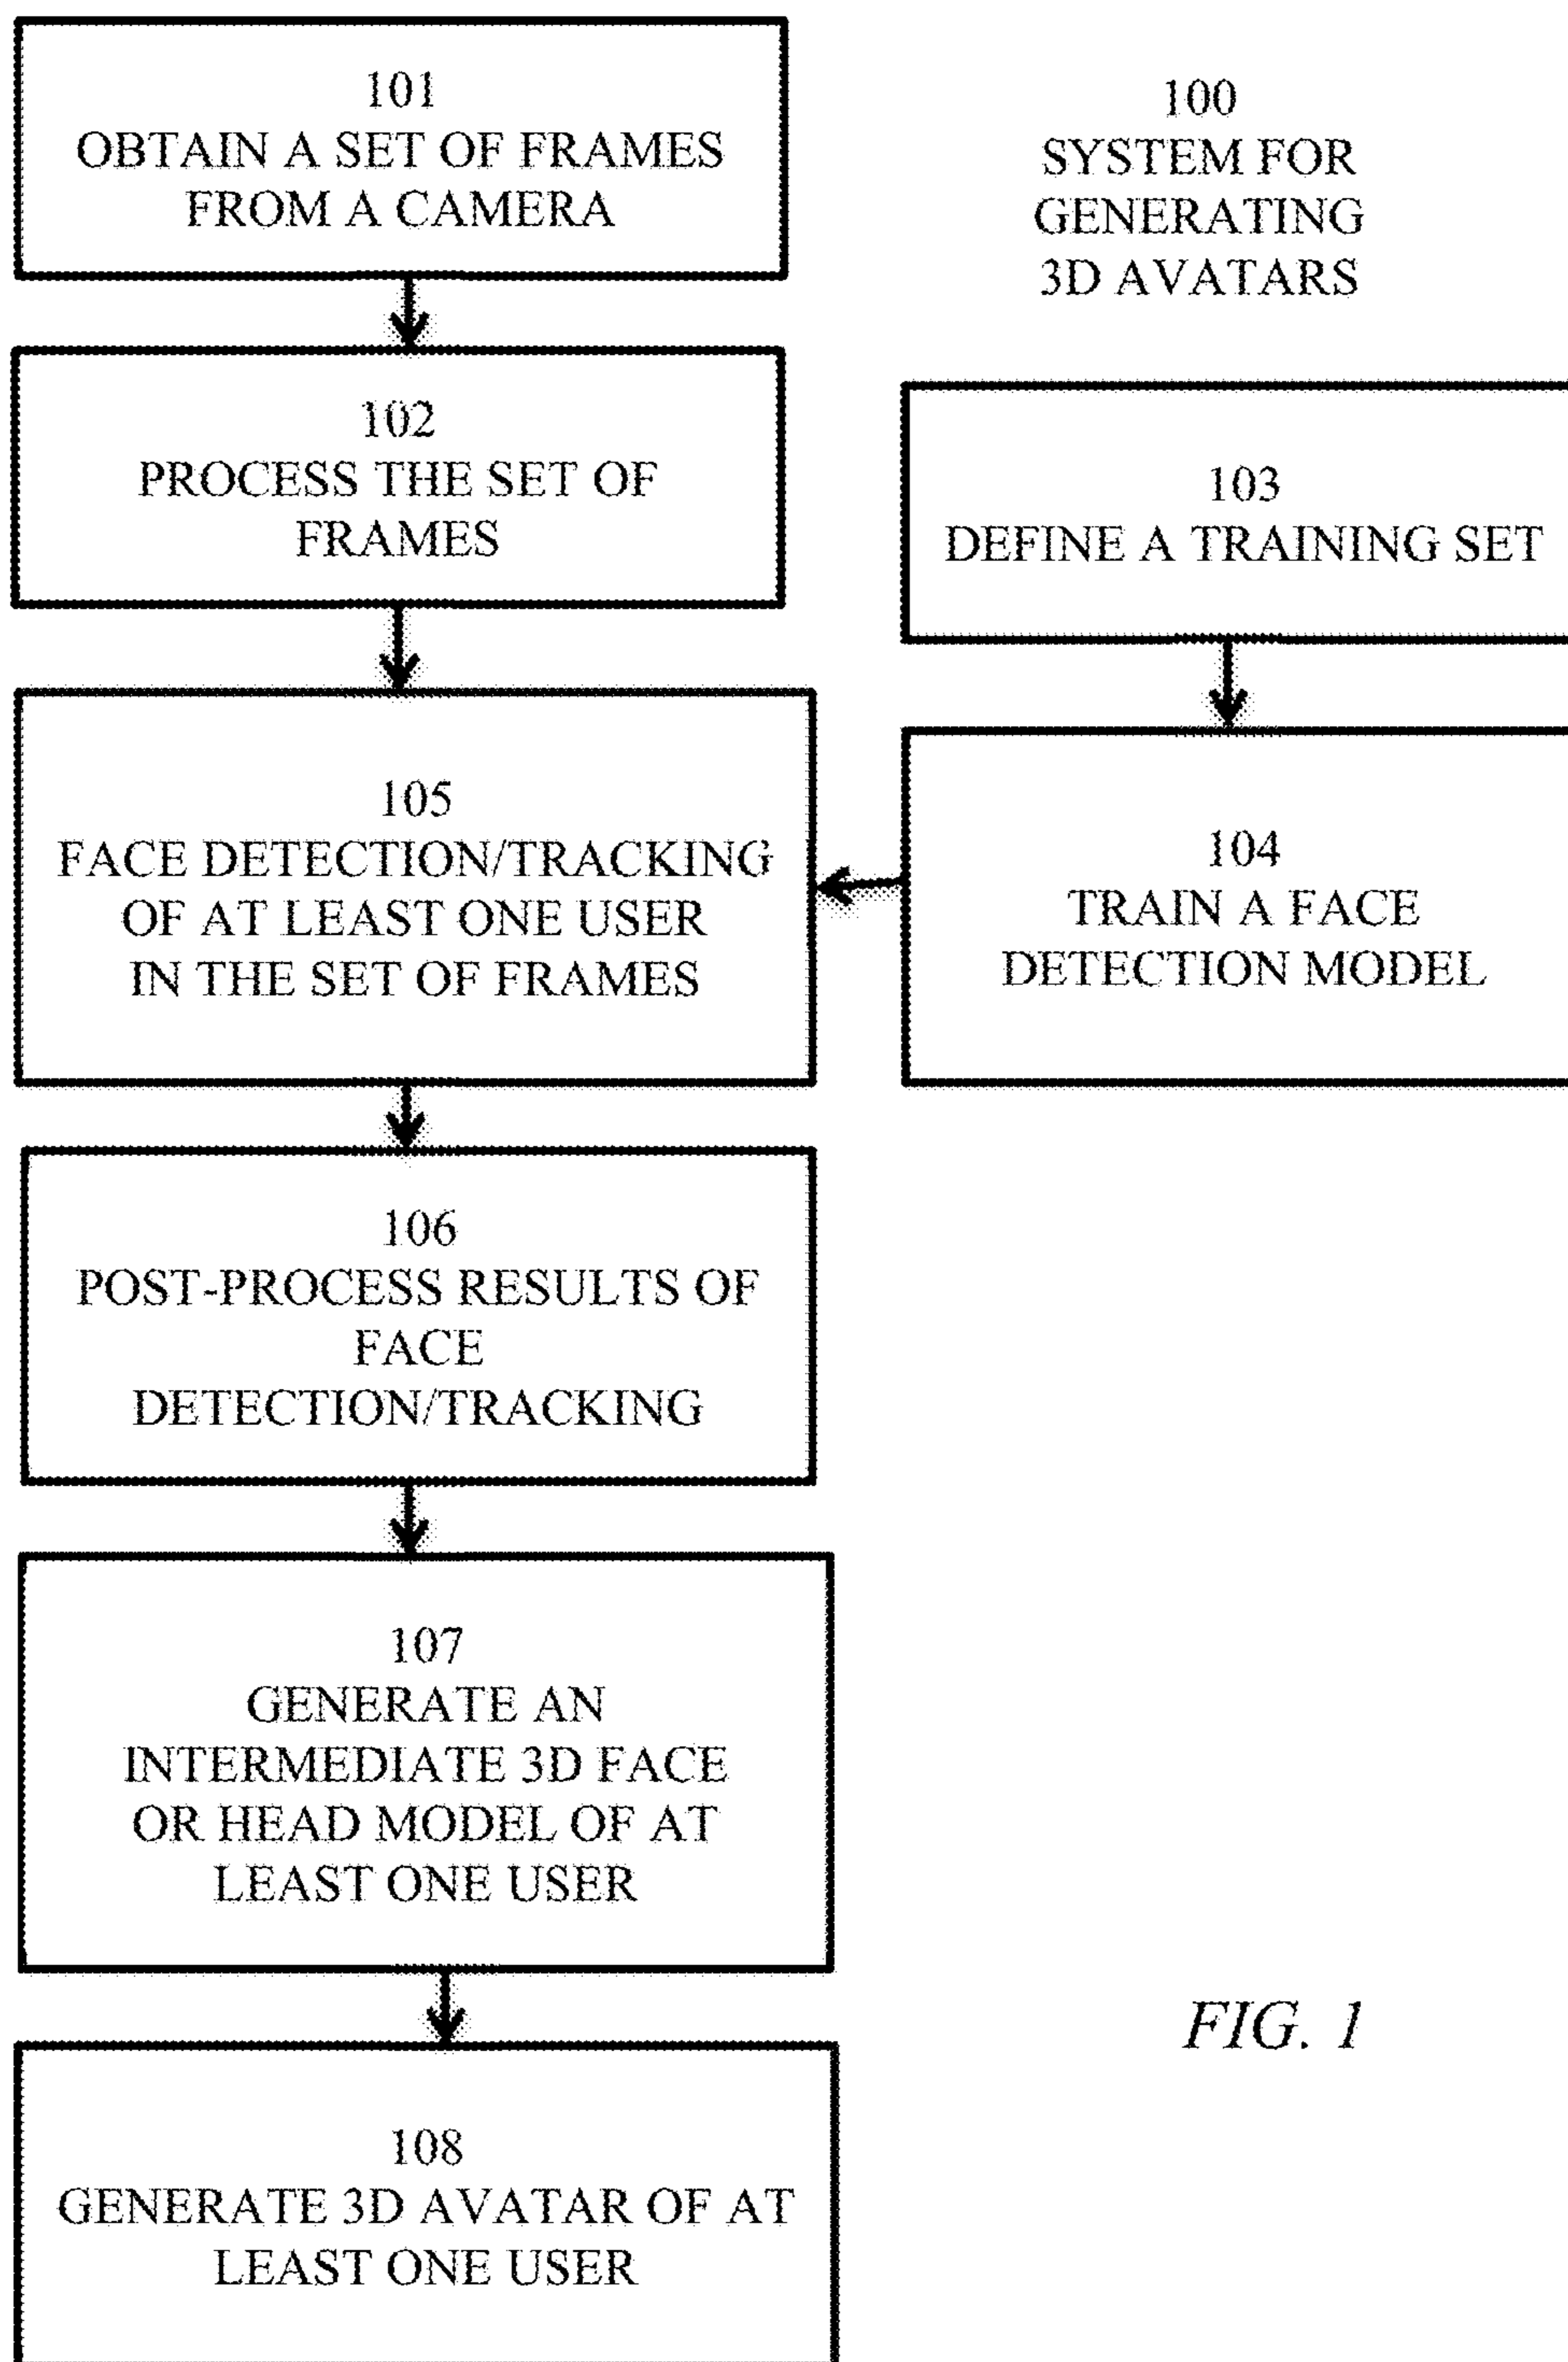 101
OBTAIN A SET OF FRAMES
FROM A CAMERA
100
SYSTEM FOR
GENERATING
3D AVATARS
102
PROCESS THE SET OF
FRAMES
103
DEFINE A TRAINING SET
105
FACE DETECTION/TRACKING
OF AT LEAST ONE USER
IN THE SET OF FRAMES
104
TRAIN A FACE
DETECTION MODEL
106
POST-PROCESS RESULTS OF
FACE
DETECTION/TRACKING
107
GENERATE AN
INTERMEDIATE 3D FACE
OR HEAD MODEL OF AT
LEAST ONE USER
108
GENERATE 3D AVATAR OF AT
LEAST ONE USER
FIG. 1